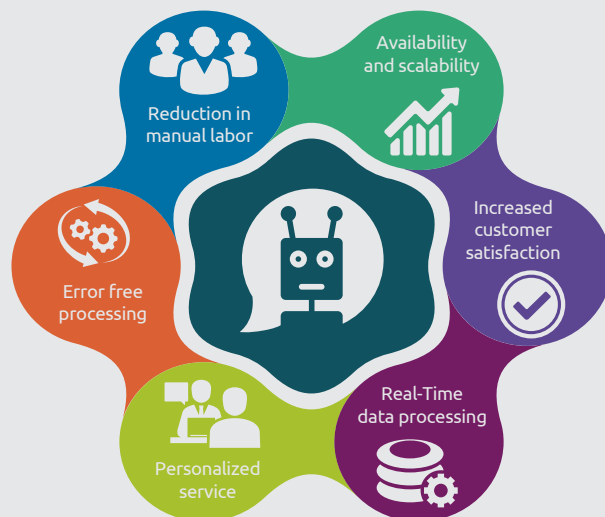 Reduction in
manual labor
Availability
and scalability
Increased
customer
satisfaction
Real-Time
data processing
Personalized
service
Error free
processing